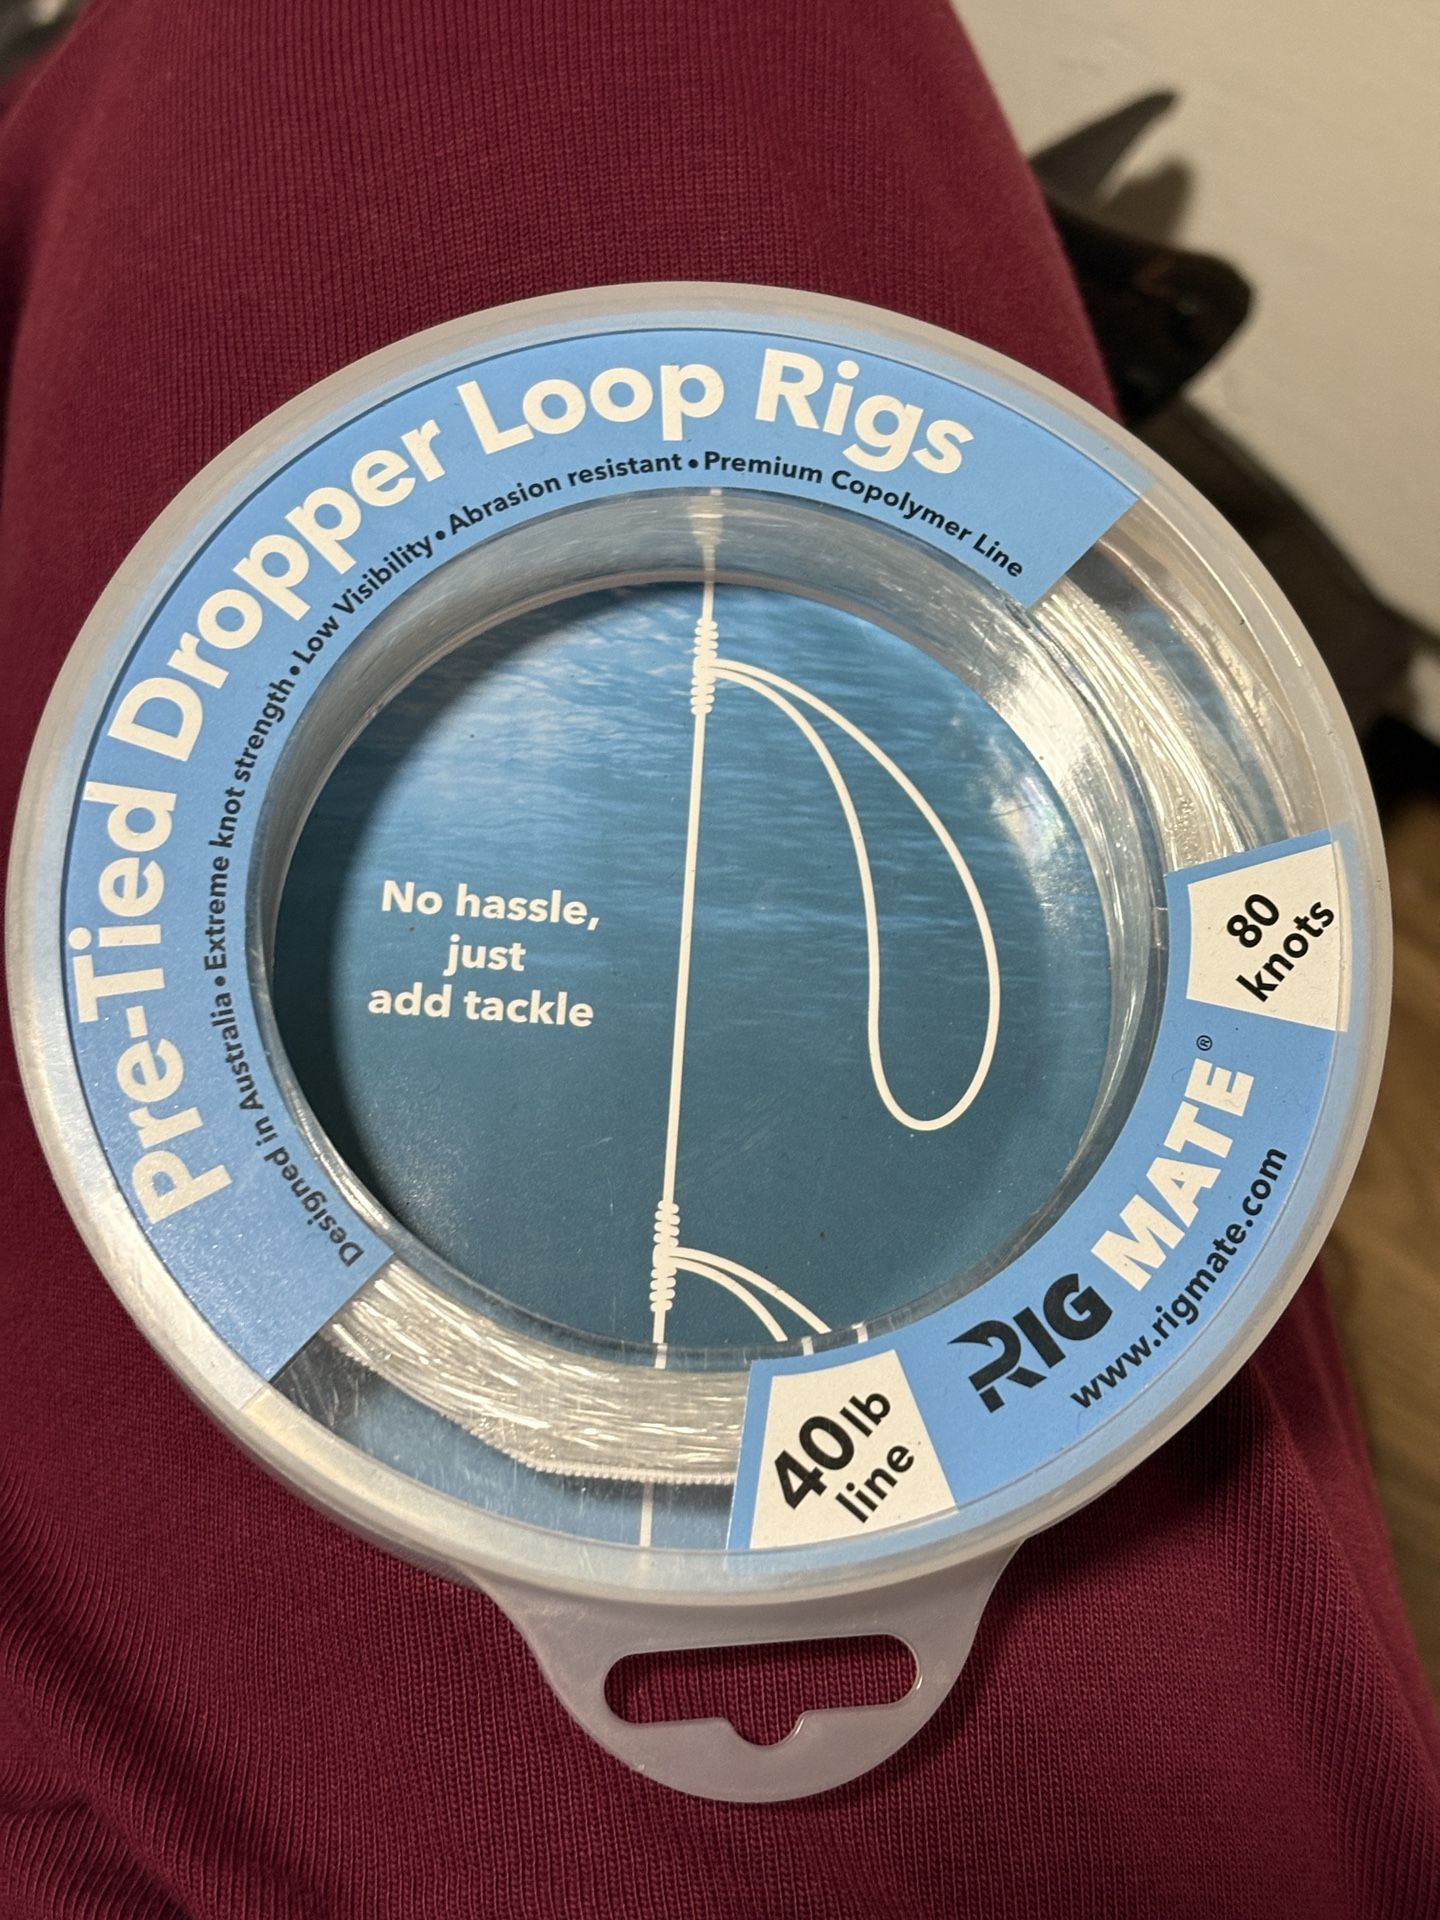 Pre-Tied Dropper Loop Rigs
Designed in Australia • Extreme knot strength • Low Visibility • Abrasion resistant • Premium Copolymer Line
No hassle,
just
add tackle
80
knots
RIG MATE®
www.rigmate.com
40lb
line